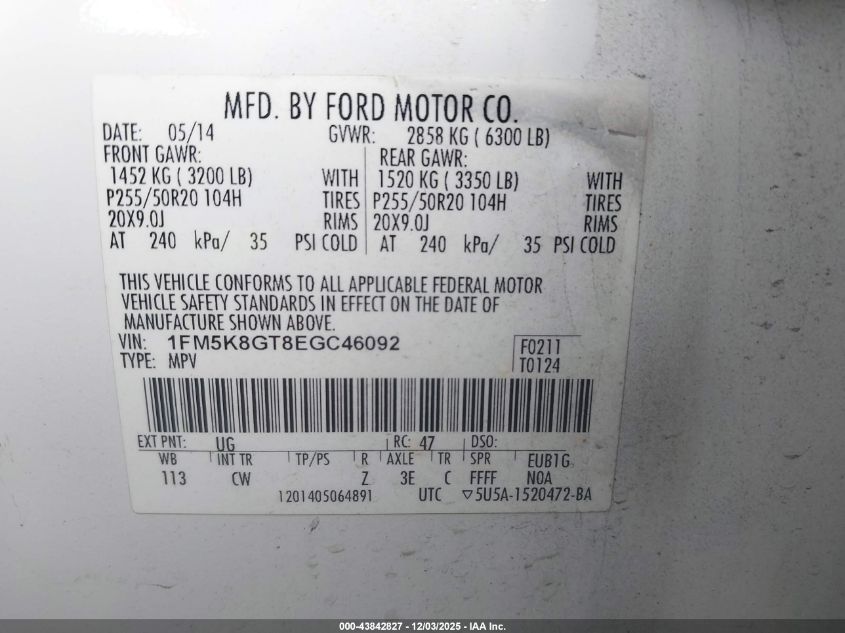 MFD. BY FORD MOTOR CO.
DATE: 05/14 GVWR: 2858 KG ( 6300 LB)
FRONT GAWR: REAR GAWR:
1452 KG ( 3200 LB) WITH 1520 KG ( 3350 LB) WITH
P255/50R20 104H TIRES P255/50R20 104H TIRES
20X9.0J RIMS 20X9.0J RIMS
AT 240 kPa/ 35 PSI COLD AT 240 kPa/ 35 PSI COLD
THIS VEHICLE CONFORMS TO ALL APPLICABLE FEDERAL MOTOR
VEHICLE SAFETY STANDARDS IN EFFECT ON THE DATE OF
MANUFACTURE SHOWN ABOVE.
VIN: 1FM5K8GT8EGC46092 F0211
TYPE: MPV T0124
EXT PNT: UG RC: 47 DSO:
WB INT TR TP/PS R AXLE TR SPR EUB1G
113 CW Z 3E C FFFF NOA
1201405064891 UTC ▽5U5A-1520472-BA
000-43842827 - 12/03/2025 - IAA Inc.